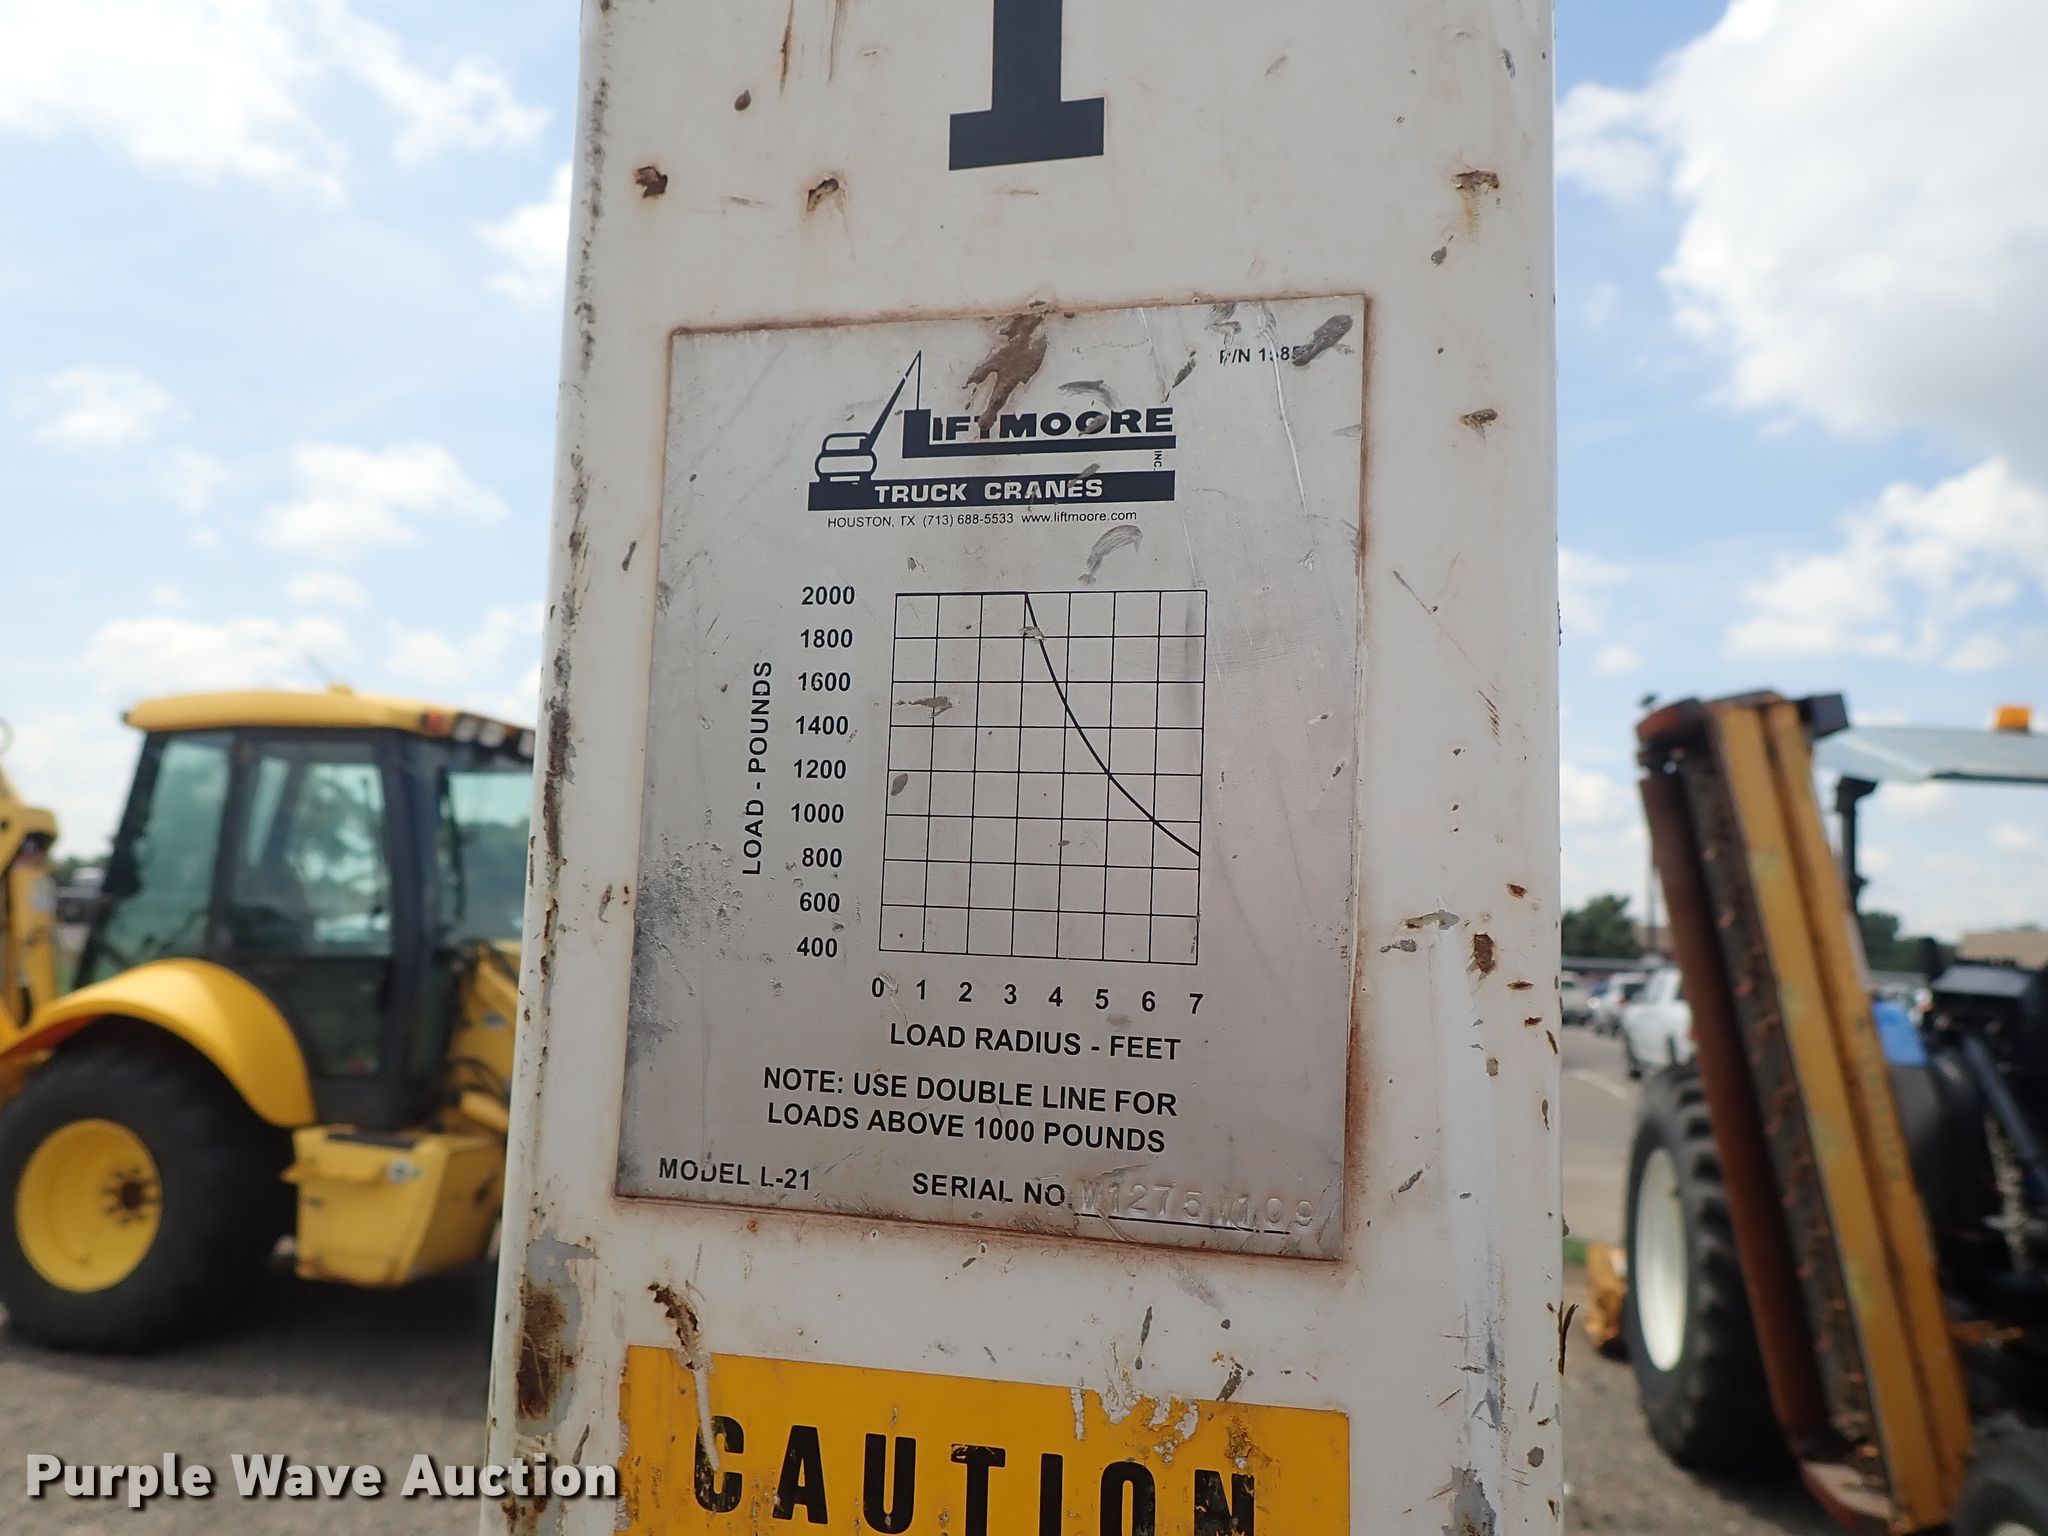 LIFTMOORE
INC.
TRUCK CRANES
HOUSTON, TX (713) 688-5533 www.liftmoore.com
P/N
2000
1800
1600
1400
1200
1000
800
600
400
LOAD - POUNDS
0 1 2 3 4 5 6 7
LOAD RADIUS - FEET
NOTE: USE DOUBLE LINE FOR
LOADS ABOVE 1000 POUNDS
MODEL L-21
SERIAL NO. W1275W109
CAUTION
Purple Wave Auction